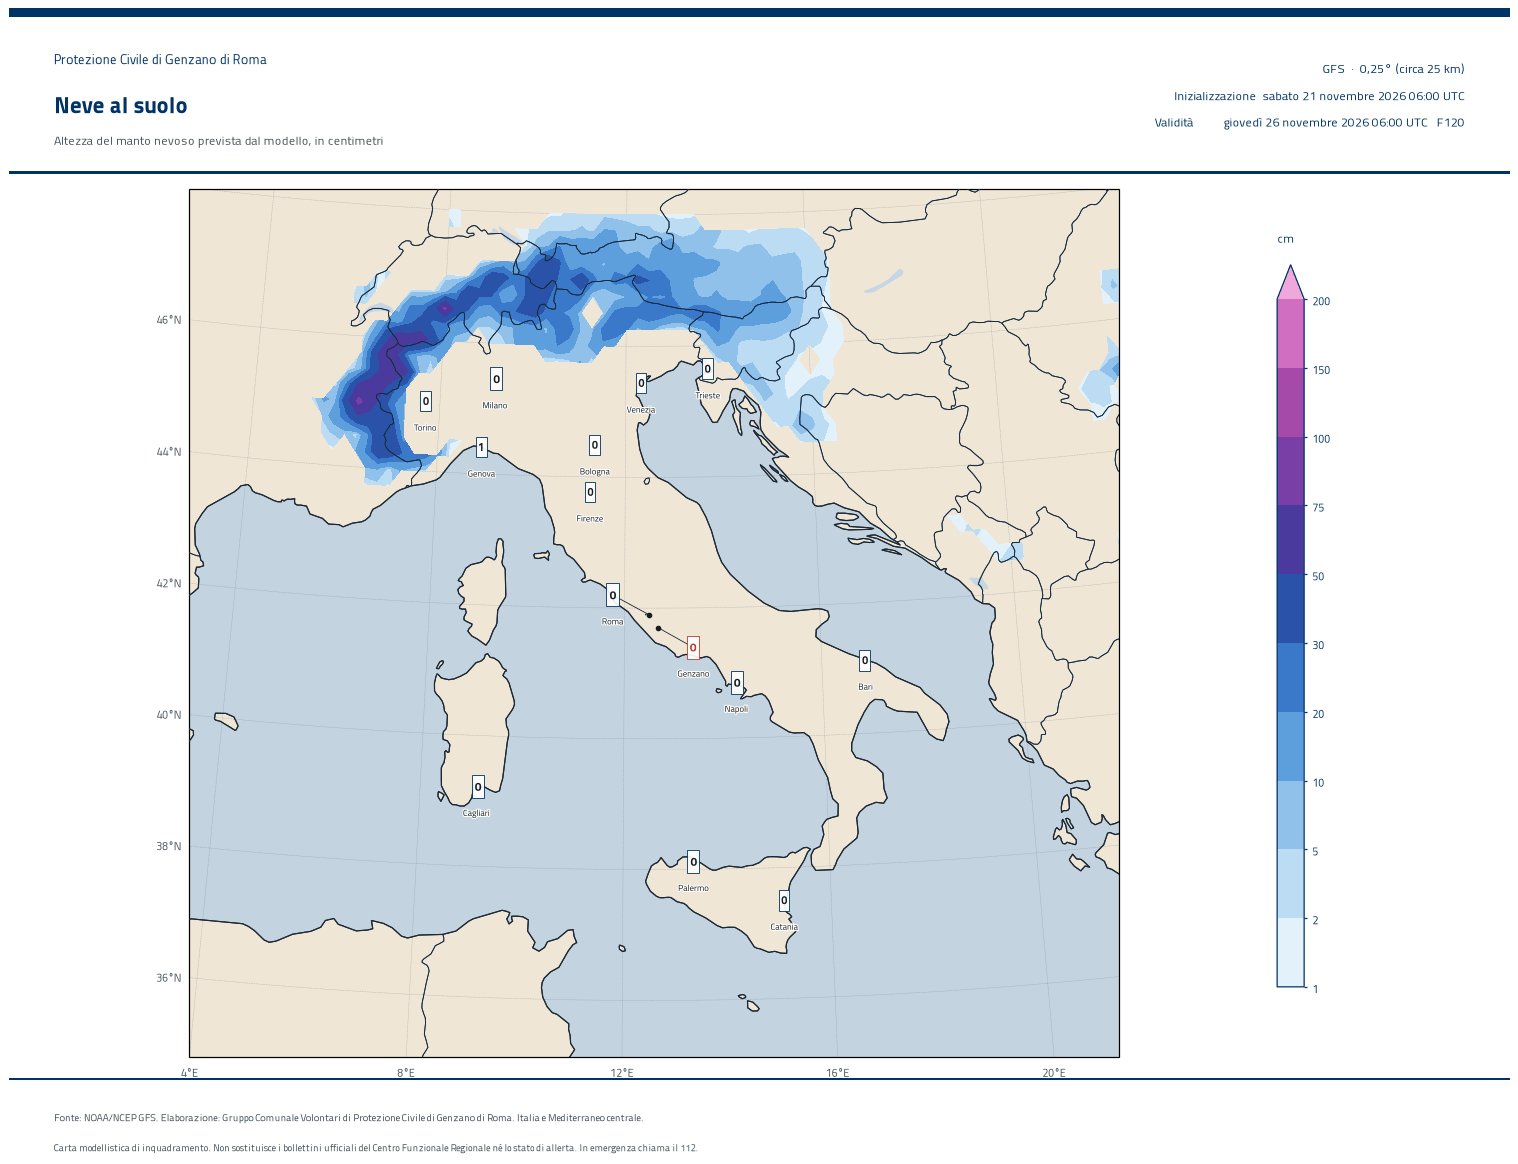 Protezione Civile di Genzano di Roma
Neve al suolo
Altezza del manto nevoso prevista dal modello, in centimetri
GFS · 0,25° (circa 25 km)
Inizializzazione sabato 21 novembre 2026 06:00 UTC
Validità giovedì 26 novembre 2026 06:00 UTC F120
cm
200
150
100
75
50
30
20
10
5
2
1
46°N
44°N
42°N
40°N
38°N
36°N
4°E
8°E
12°E
16°E
20°E
0
Milano
0
Torino
0
Venezia
0
Trieste
1
Genova
0
Bologna
0
Firenze
0
Roma
0
Genzano
0
Napoli
0
Bari
0
Cagliari
0
Palermo
0
Catania
Fonte: NOAA/NCEP GFS. Elaborazione: Gruppo Comunale Volontari di Protezione Civile di Genzano di Roma. Italia e Mediterraneo centrale.
Carta modellistica di inquadramento. Non sostituisce i bollettini ufficiali del Centro Funzionale Regionale né lo stato di allerta. In emergenza chiama il 112.